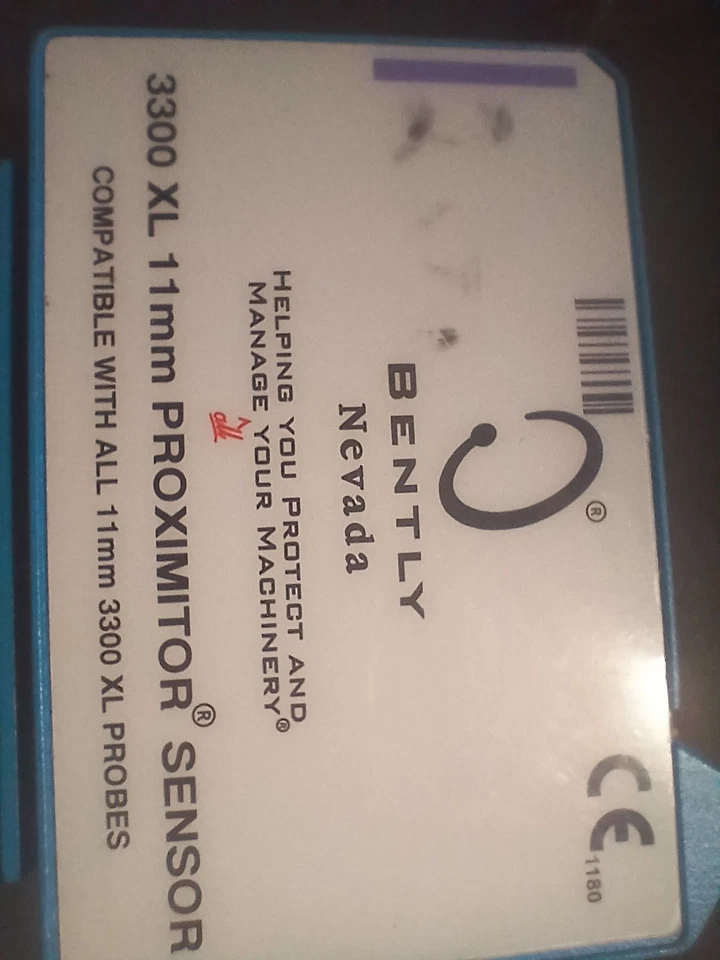 CE 1180
®
BENTLY
Nevada
HELPING YOU PROTECT AND
MANAGE all YOUR MACHINERY®
3300 XL 11mm PROXIMITOR® SENSOR
COMPATIBLE WITH ALL 11mm 3300 XL PROBES